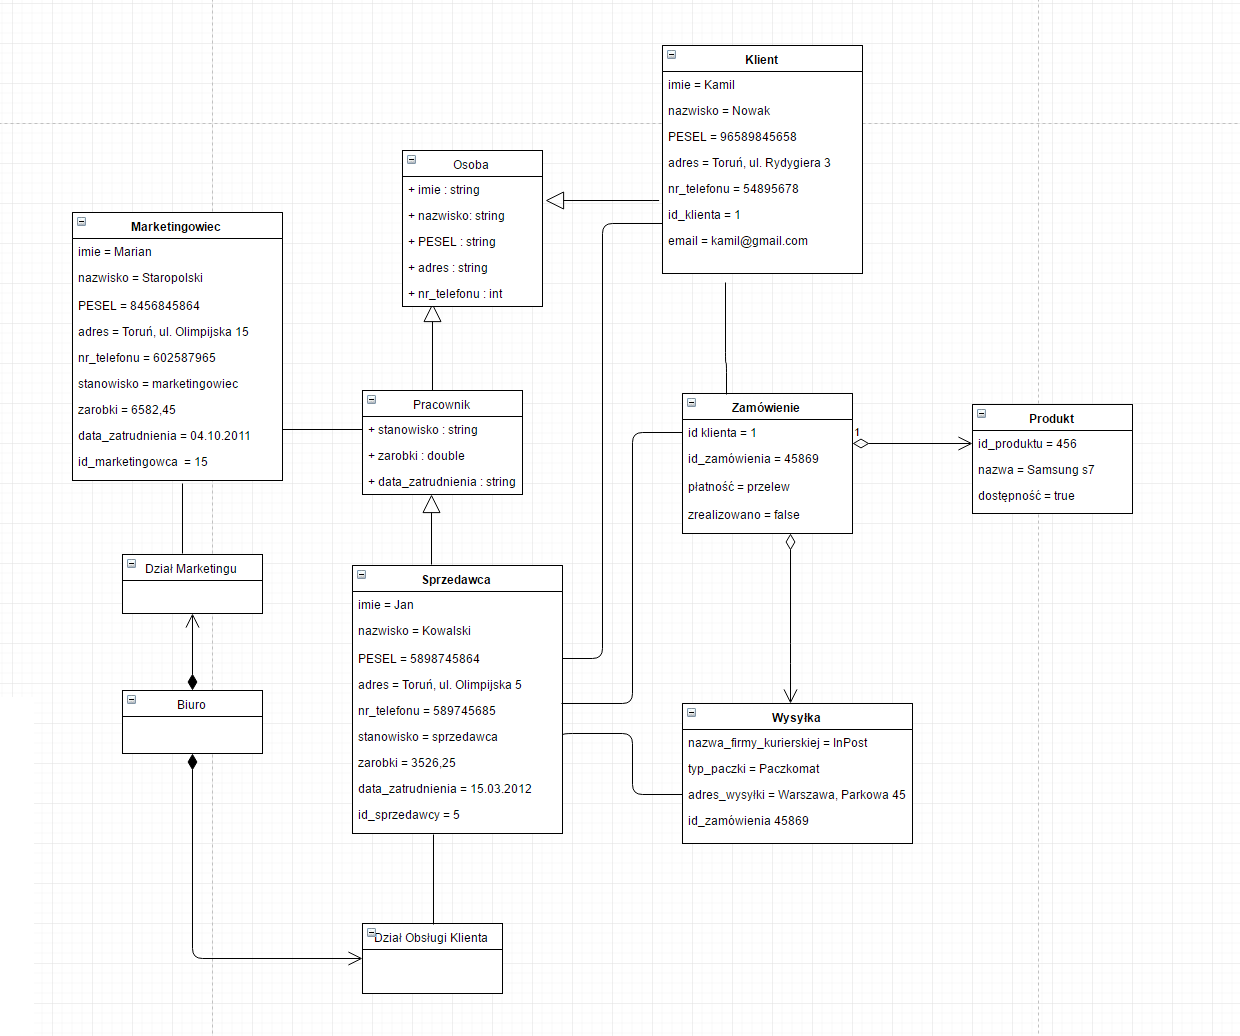 Klient
imie = Kamil
nazwisko = Nowak
PESEL = 96589845658
adres = Toruń, ul. Rydygiera 3
nr_telefonu = 54895678
id_klienta = 1
email = kamil@gmail.com
Osoba
+ imie : string
+ nazwisko: string
+ PESEL : string
+ adres : string
+ nr_telefonu : int
Marketingowiec
imie = Marian
nazwisko = Staropolski
PESEL = 8456845864
adres = Toruń, ul. Olimpijska 15
nr_telefonu = 602587965
stanowisko = marketingowiec
zarobki = 6582,45
data_zatrudnienia = 04.10.2011
id_marketingowca = 15
Pracownik
+ stanowisko : string
+ zarobki : double
+ data_zatrudnienia : string
Zamówienie
id klienta = 1
id_zamówienia = 45869
płatność = przelew
zrealizowano = false
1
Produkt
id_produktu = 456
nazwa = Samsung s7
dostępność = true
Dział Marketingu
Sprzedawca
imie = Jan
nazwisko = Kowalski
PESEL = 5898745864
adres = Toruń, ul. Olimpijska 5
nr_telefonu = 589745685
stanowisko = sprzedawca
zarobki = 3526,25
data_zatrudnienia = 15.03.2012
id_sprzedawcy = 5
Biuro
Wysyłka
nazwa_firmy_kurierskiej = InPost
typ_paczki = Paczkomat
adres_wysyłki = Warszawa, Parkowa 45
id_zamówienia 45869
Dział Obsługi Klienta